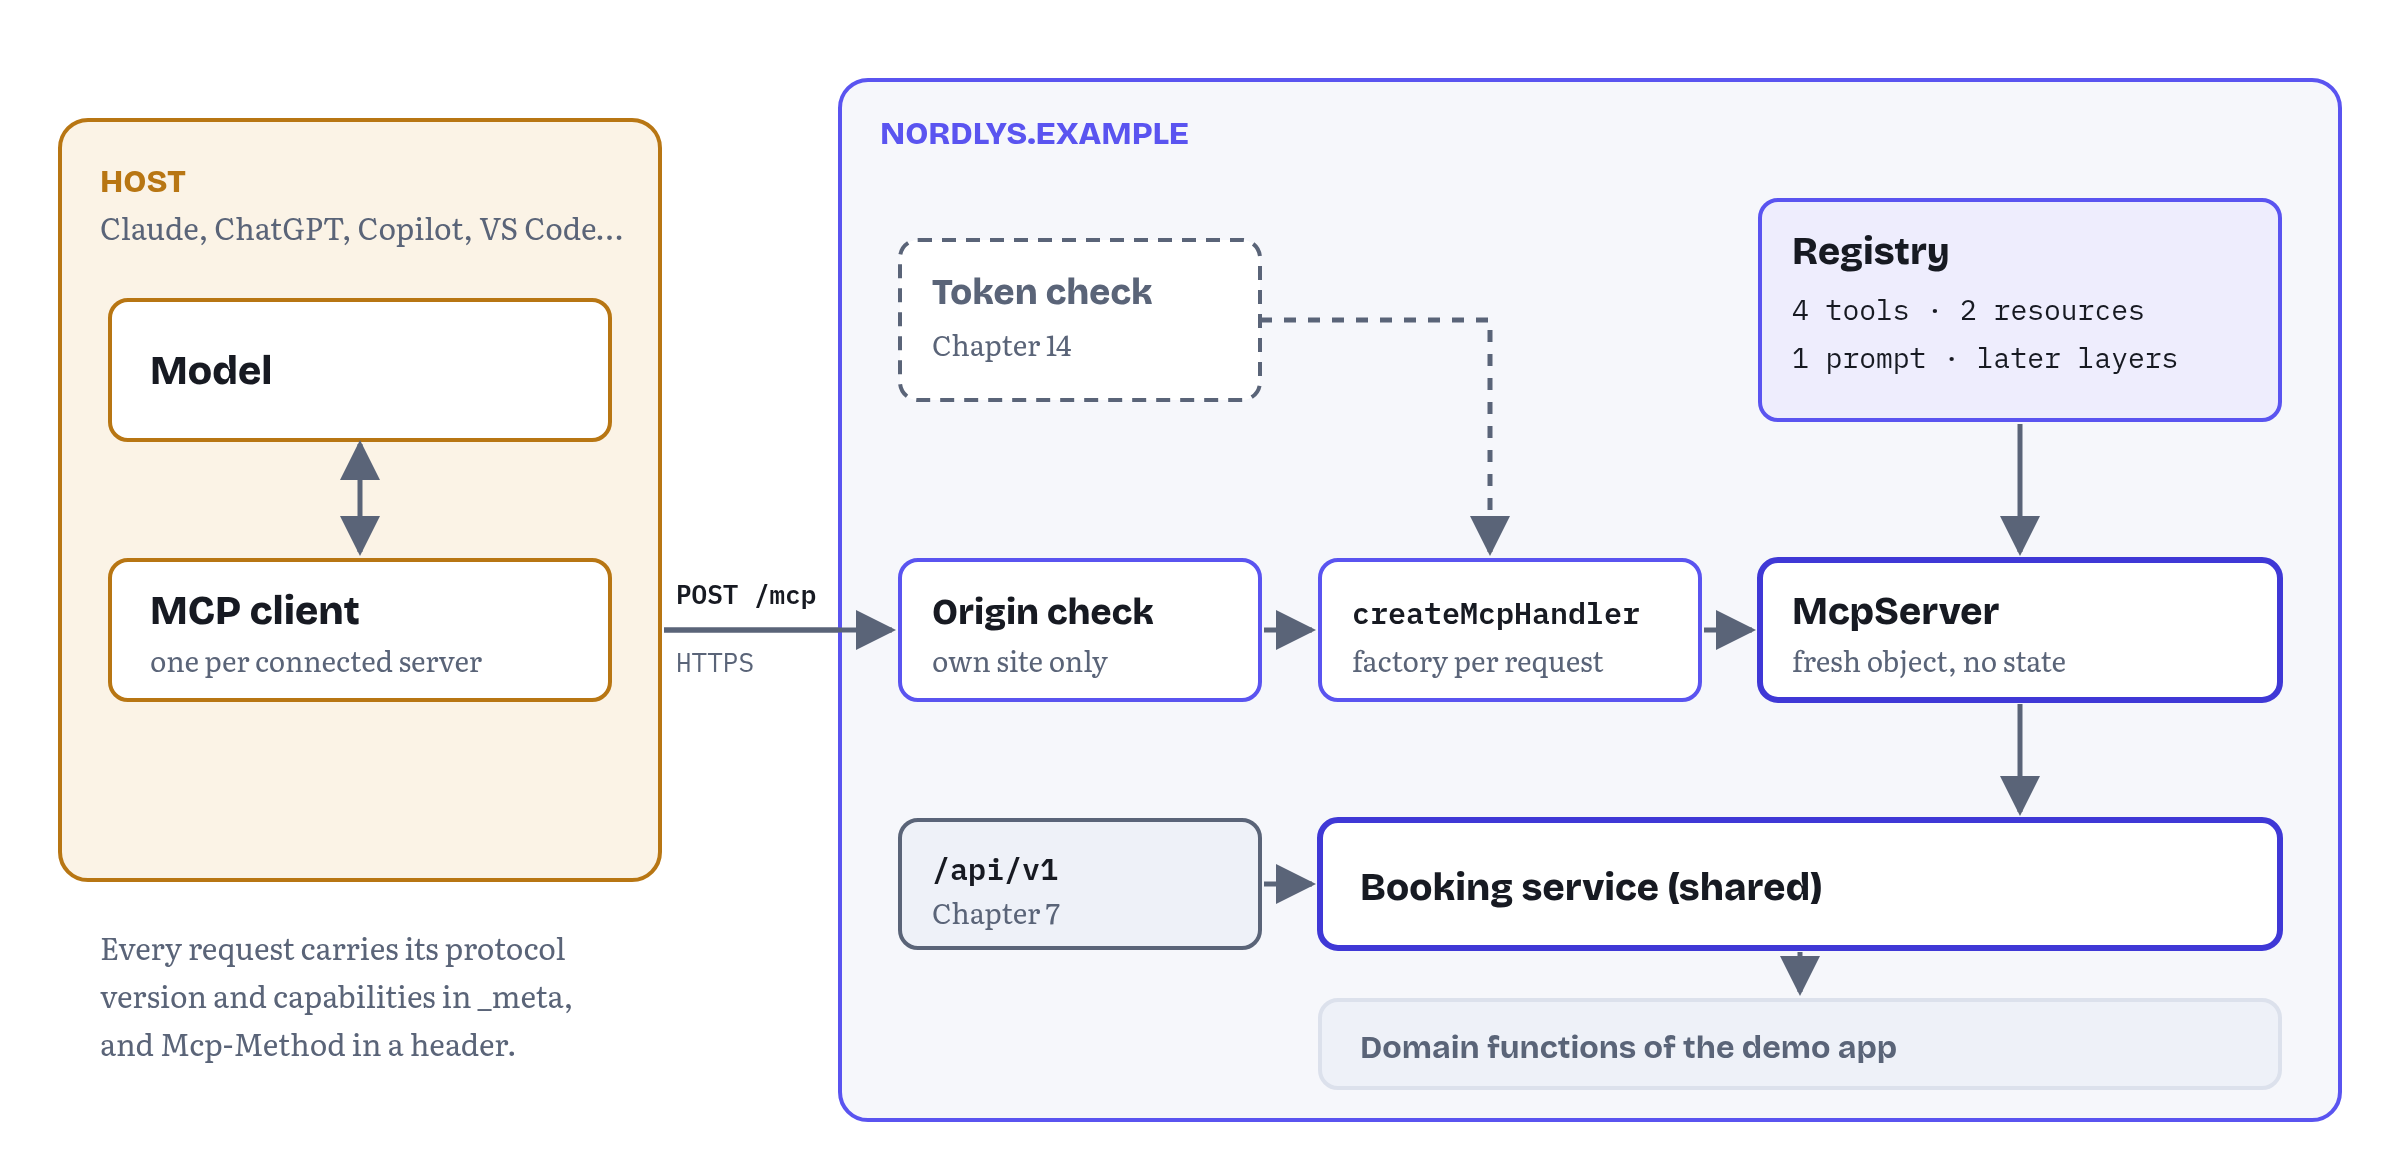 HOST
Claude, ChatGPT, Copilot, VS Code...
Model
MCP client
one per connected server
Every request carries its protocol
version and capabilities in _meta,
and Mcp-Method in a header.
POST /mcp
HTTPS
NORDLYS.EXAMPLE
Token check
Chapter 14
Registry
4 tools · 2 resources
1 prompt · later layers
Origin check
own site only
createMcpHandler
factory per request
McpServer
fresh object, no state
/api/v1
Chapter 7
Booking service (shared)
Domain functions of the demo app